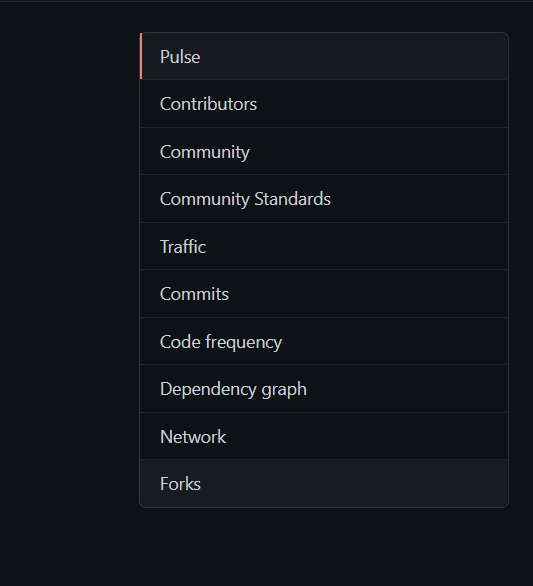 Pulse
Contributors
Community
Community Standards
Traffic
Commits
Code frequency
Dependency graph
Network
Forks